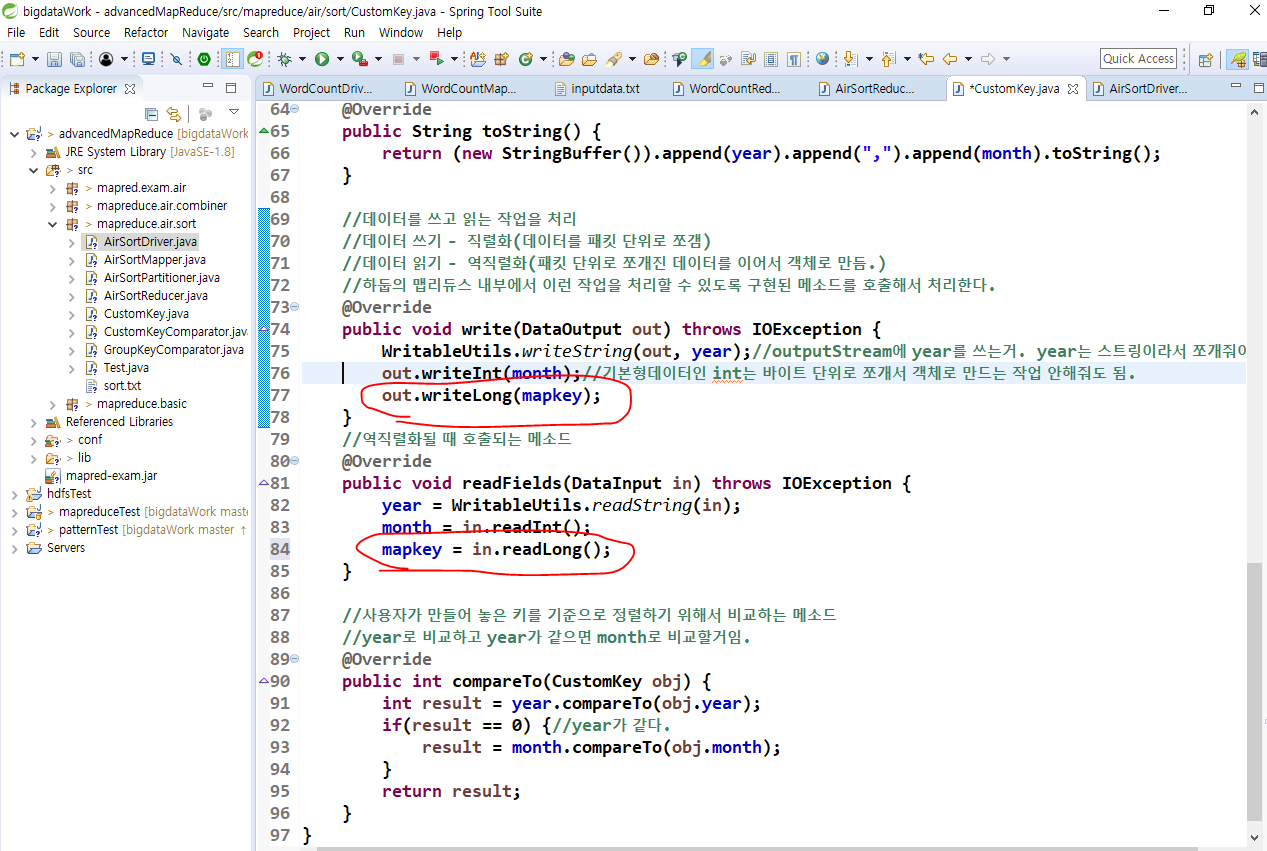 bigdataWork - advancedMapReduce/src/mapreduce/air/sort/CustomKey.java - Spring Tool Suite
File Edit Source Refactor Navigate Search Project Run Window Help
Quick Access
Package Explorer
WordCountDriv...
WordCountMap...
inputdata.txt
WordCountRed...
AirSortReduc...
*CustomKey.java
AirSortDriver...
> advancedMapReduce [bigdataWork
JRE System Library [JavaSE-1.8]
> src
> mapred.exam.air
> mapreduce.air.combiner
> mapreduce.air.sort
AirSortDriver.java
AirSortMapper.java
AirSortPartitioner.java
AirSortReducer.java
CustomKey.java
CustomKeyComparator.java
GroupKeyComparator.java
Test.java
sort.txt
> mapreduce.basic
Referenced Libraries
> conf
> lib
mapred-exam.jar
hdfsTest
> mapreduceTest [bigdataWork maste
> patternTest [bigdataWork master ↑
Servers
64 @Override
65 public String toString() {
66 return (new StringBuffer()).append(year).append(",").append(month).toString();
67 }
68
69 //데이터를 쓰고 읽는 작업을 처리
70 //데이터 쓰기 - 직렬화(데이터를 패킷 단위로 쪼갬)
71 //데이터 읽기 - 역직렬화(패킷 단위로 쪼개진 데이터를 이어서 객체로 만듬.)
72 //하둡의 맵리듀스 내부에서 이런 작업을 처리할 수 있도록 구현된 메소드를 호출해서 처리한다.
73 @Override
74 public void write(DataOutput out) throws IOException {
75 WritableUtils.writeString(out, year);//outputStream에 year를 쓰는거. year는 스트링이라서 쪼개줘야
76 out.writeInt(month);//기본형데이터인 int는 바이트 단위로 쪼개서 객체로 만드는 작업 안해줘도 됨.
77 out.writeLong(mapkey);
78 }
79 //역직렬화될 때 호출되는 메소드
80 @Override
81 public void readFields(DataInput in) throws IOException {
82 year = WritableUtils.readString(in);
83 month = in.readInt();
84 mapkey = in.readLong();
85 }
86
87 //사용자가 만들어 놓은 키를 기준으로 정렬하기 위해서 비교하는 메소드
88 //year로 비교하고 year가 같으면 month로 비교할거임.
89 @Override
90 public int compareTo(CustomKey obj) {
91 int result = year.compareTo(obj.year);
92 if(result == 0) {//year가 같다.
93 result = month.compareTo(obj.month);
94 }
95 return result;
96 }
97 }